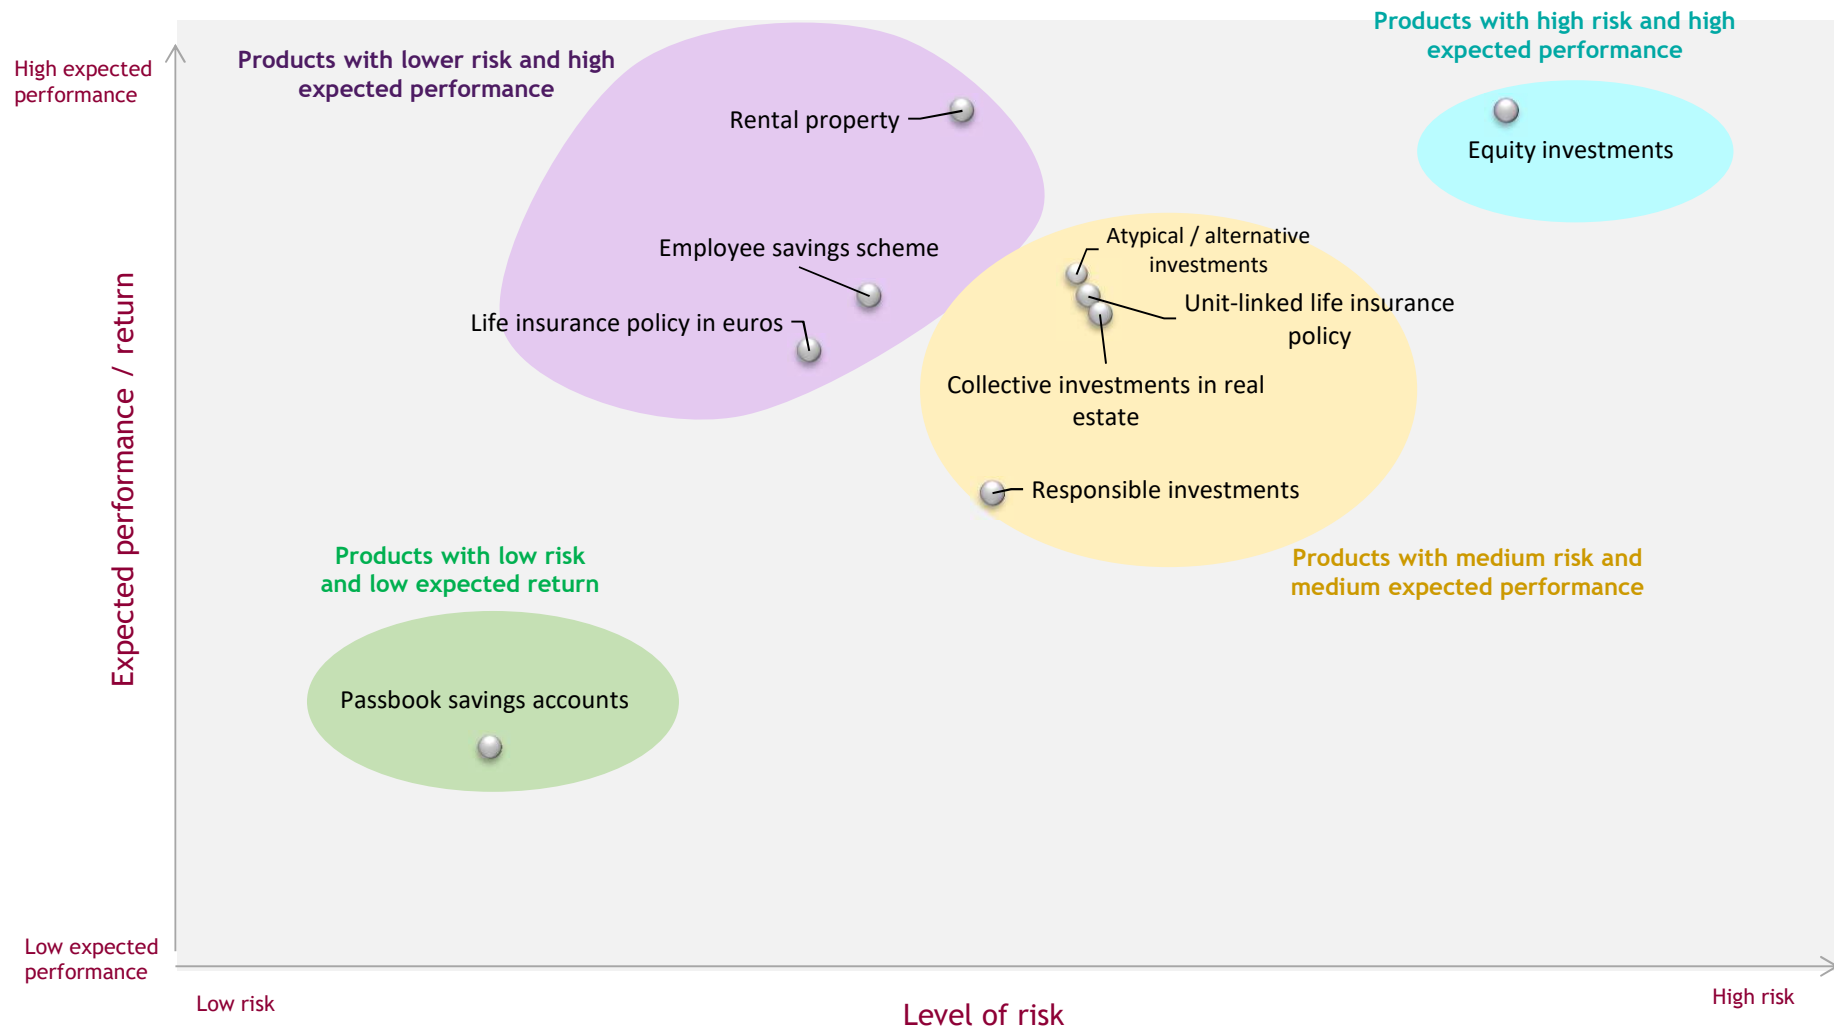 Products with high risk and high
expected performance
Products with lower risk and high
expected performance
High expected
performance
Rental property
Equity investments
Employee savings scheme
Atypical / alternative
investments
Unit-linked life insurance
policy
Life insurance policy in euros
Collective investments in real
estate
Expected performance / return
Responsible investments
Products with low risk
and low expected return
Products with medium risk and
medium expected performance
Passbook savings accounts
Low expected
performance
Low risk
Level of risk
High risk